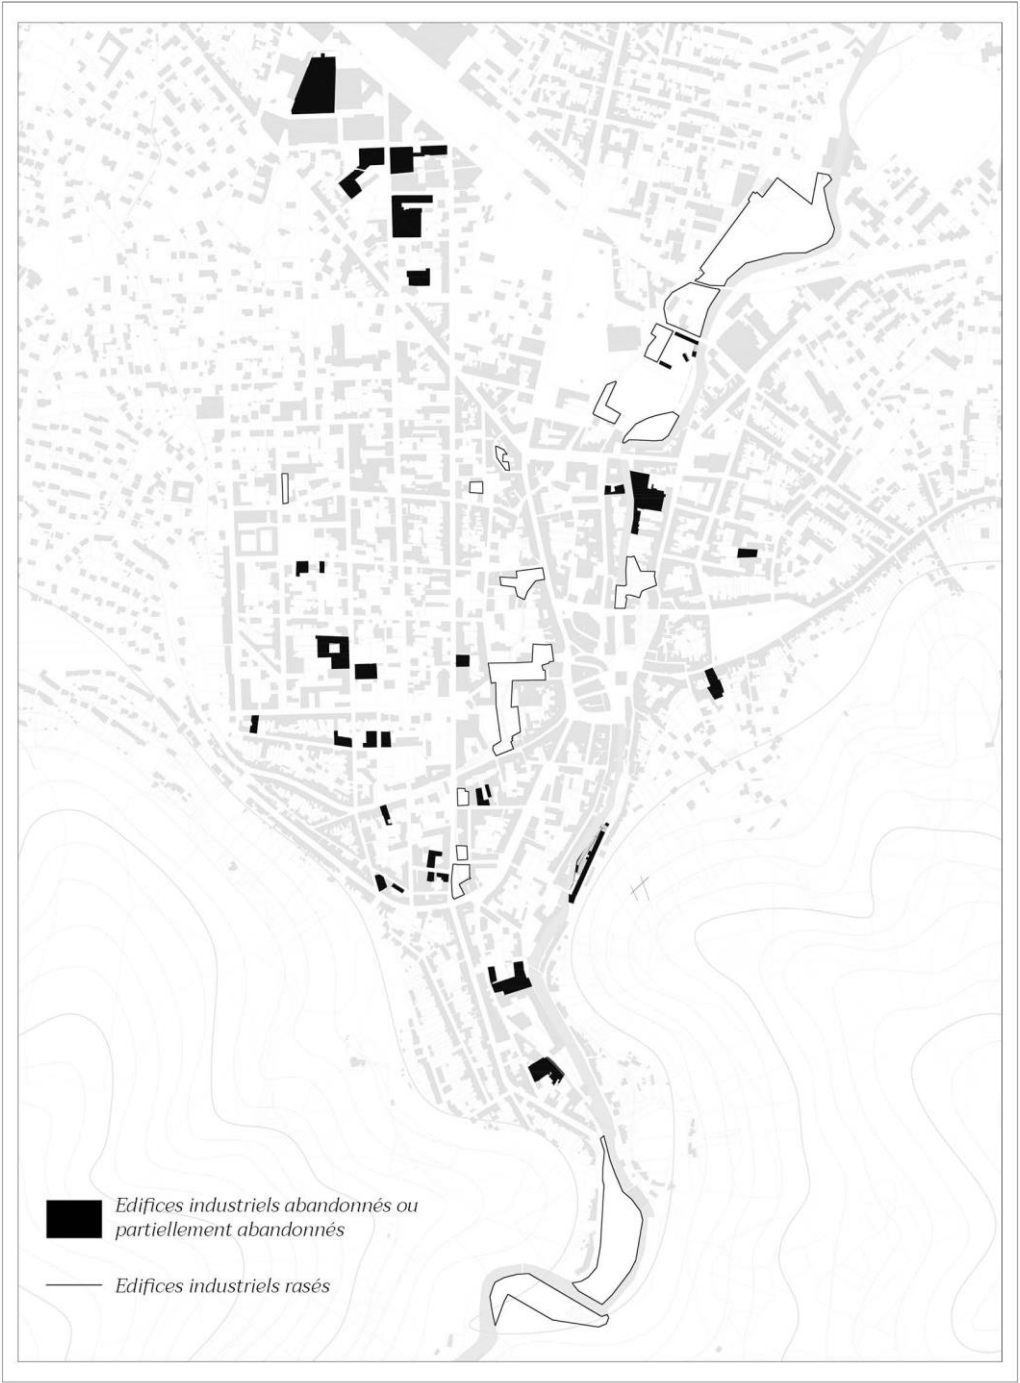 Edifices industriels abandonnés ou
partiellement abandonnés
Edifices industriels rasés